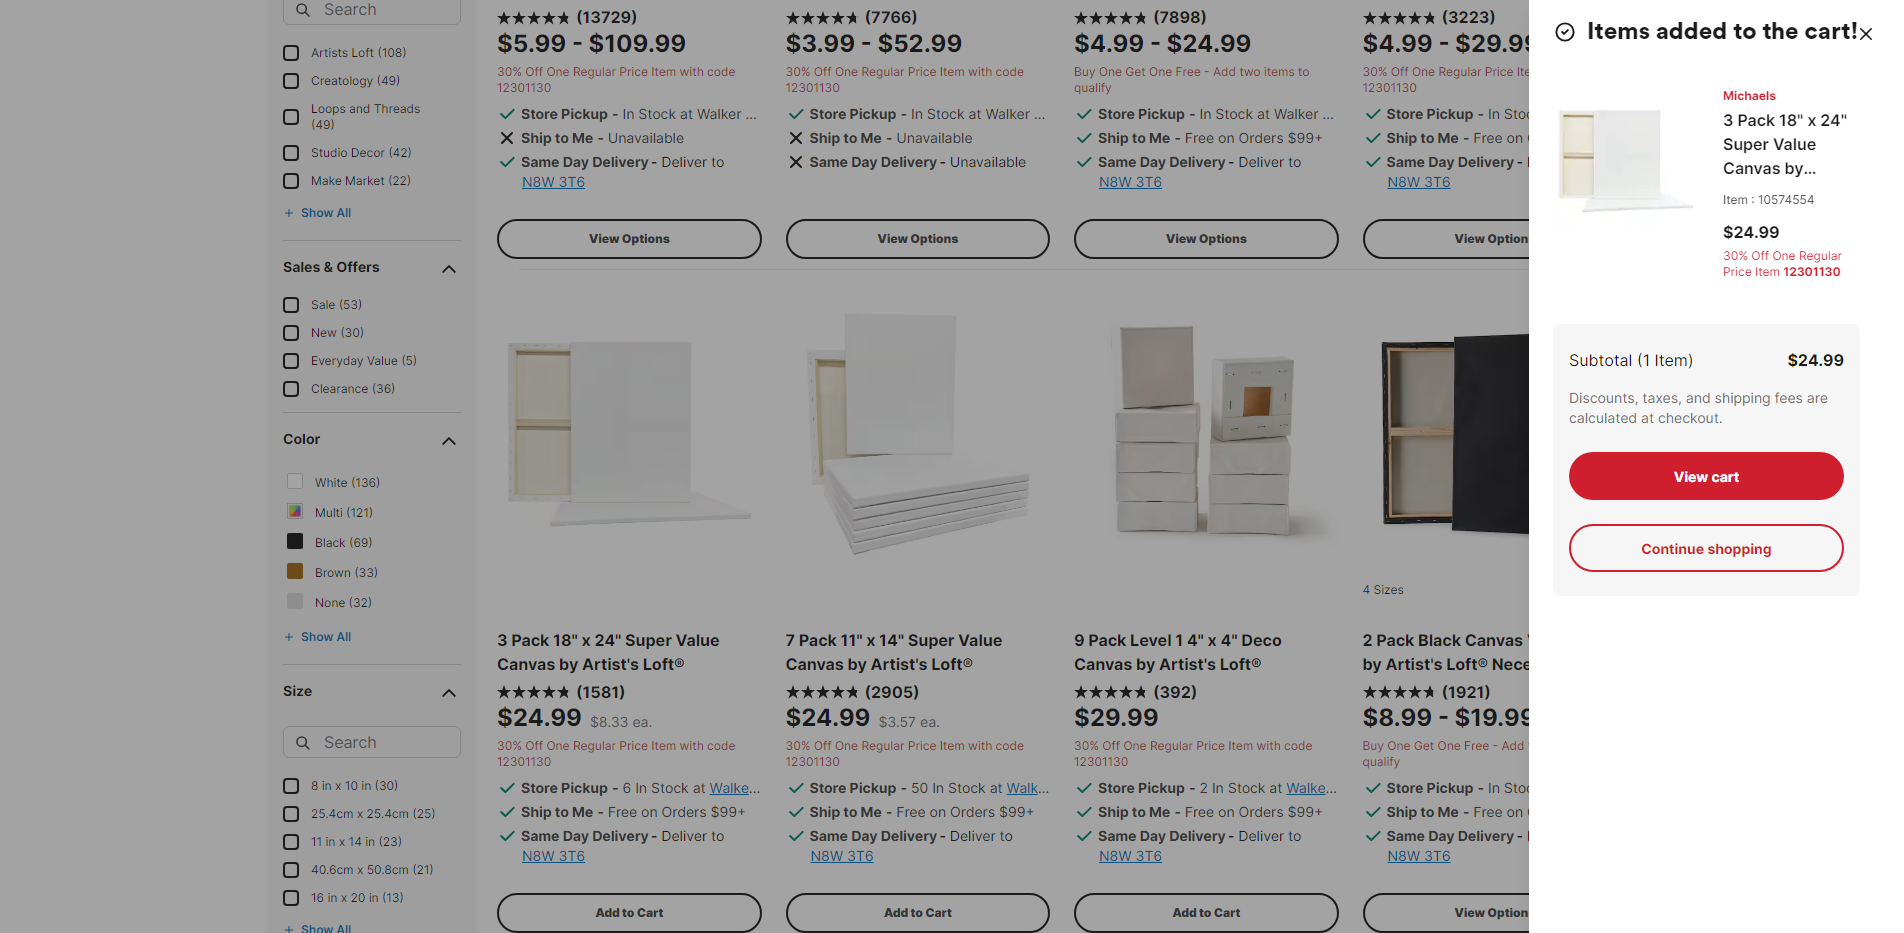 Search
Artists Loft (108)
Creatology (49)
Loops and Threads
(49)
Studio Decor (42)
Make Market (22)
+ Show All
Sales & Offers
Sale (53)
New (30)
Everyday Value (5)
Clearance (36)
Color
White (136)
Multi (121)
Black (69)
Brown (33)
None (32)
+ Show All
Size
Search
8 in x 10 in (30)
25.4cm x 25.4cm (25)
11 in x 14 in (23)
40.6cm x 50.8cm (21)
16 in x 20 in (13)
+ Show All
(13729)
$5.99 - $109.99
30% Off One Regular Price Item with code
12301130
Store Pickup - In Stock at Walker ...
Ship to Me - Unavailable
Same Day Delivery - Deliver to
N8W 3T6
View Options
(7766)
$3.99 - $52.99
30% Off One Regular Price Item with code
12301130
Store Pickup - In Stock at Walker ...
Ship to Me - Unavailable
Same Day Delivery - Unavailable
View Options
(7898)
$4.99 - $24.99
Buy One Get One Free - Add two items to
qualify
Store Pickup - In Stock at Walker ...
Ship to Me - Free on Orders $99+
Same Day Delivery - Deliver to
N8W 3T6
View Options
(3223)
$4.99 - $29.99
30% Off One Regular Price
12301130
Store Pickup - In
Ship to Me - Free on
Same Day Delivery -
N8W 3T6
View Option
3 Pack 18" x 24" Super Value
Canvas by Artist's Loft®
(1581)
$24.99 $8.33 ea.
30% Off One Regular Price Item with code
12301130
Store Pickup - 6 In Stock at Walke...
Ship to Me - Free on Orders $99+
Same Day Delivery - Deliver to
N8W 3T6
Add to Cart
7 Pack 11" x 14" Super Value
Canvas by Artist's Loft®
(2905)
$24.99 $3.57 ea.
30% Off One Regular Price Item with code
12301130
Store Pickup - 50 In Stock at Walk...
Ship to Me - Free on Orders $99+
Same Day Delivery - Deliver to
N8W 3T6
Add to Cart
9 Pack Level 1 4" x 4" Deco
Canvas by Artist's Loft®
(392)
$29.99
30% Off One Regular Price Item with code
12301130
Store Pickup - 2 In Stock at Walke...
Ship to Me - Free on Orders $99+
Same Day Delivery - Deliver to
N8W 3T6
Add to Cart
4 Sizes
2 Pack Black Canvas
by Artist's Loft® Nece
(1921)
$8.99 - $19.99
Buy One Get One Free - Add
qualify
Store Pickup - In
Ship to Me - Free on
Same Day Delivery -
N8W 3T6
View Option
Items added to the cart!
Michaels
3 Pack 18" x 24"
Super Value
Canvas by...
Item : 10574554
$24.99
30% Off One Regular
Price Item 12301130
Subtotal (1 Item) $24.99
Discounts, taxes, and shipping fees are
calculated at checkout.
View cart
Continue shopping